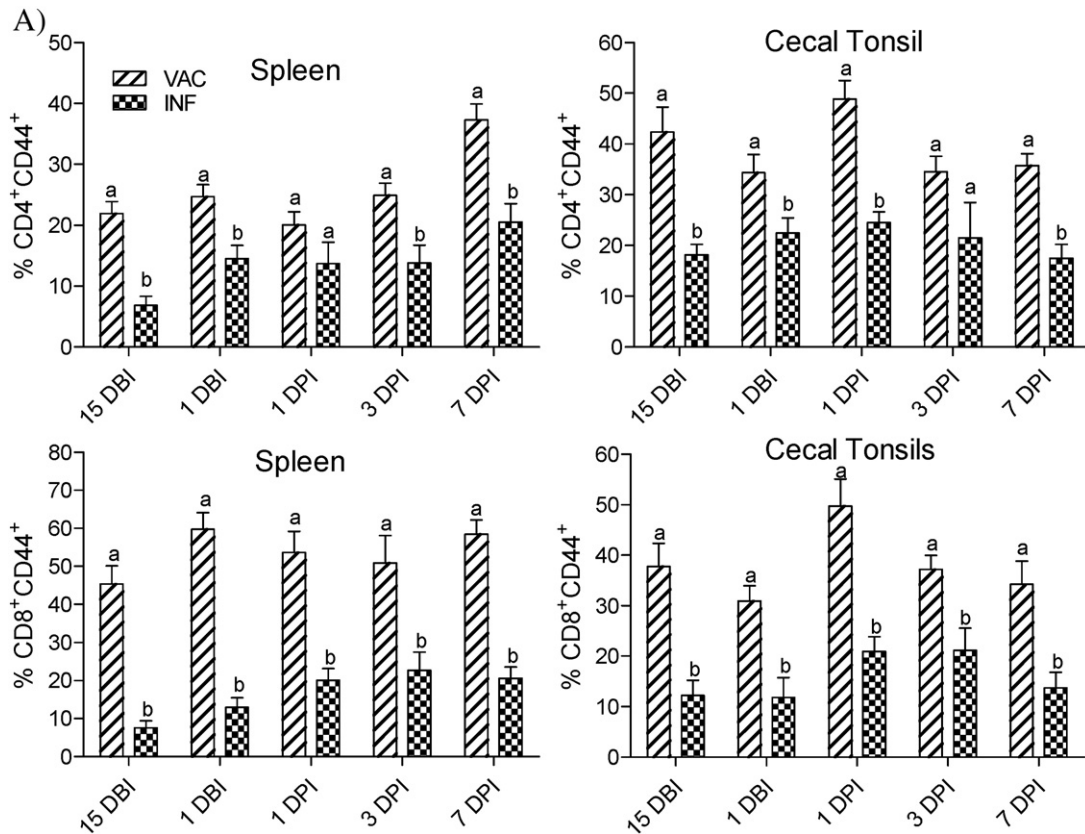 A)
Spleen
VAC
INF
% CD4⁺CD44⁺
50
40
30
20
10
0
a
b
a
b
a
a
a
b
a
b
15 DBI
1 DBI
1 DPI
3 DPI
7 DPI
Cecal Tonsil
% CD4⁺CD44⁺
60
50
40
30
20
10
0
a
b
a
b
a
b
a
a
a
b
15 DBI
1 DBI
1 DPI
3 DPI
7 DPI
Spleen
% CD8⁺CD44⁺
80
70
60
50
40
30
20
10
0
a
b
a
b
a
b
a
b
a
b
15 DBI
1 DBI
1 DPI
3 DPI
7 DPI
Cecal Tonsils
% CD8⁺CD44⁺
60
50
40
30
20
10
0
a
b
a
b
a
b
a
b
a
b
15 DBI
1 DBI
1 DPI
3 DPI
7 DPI